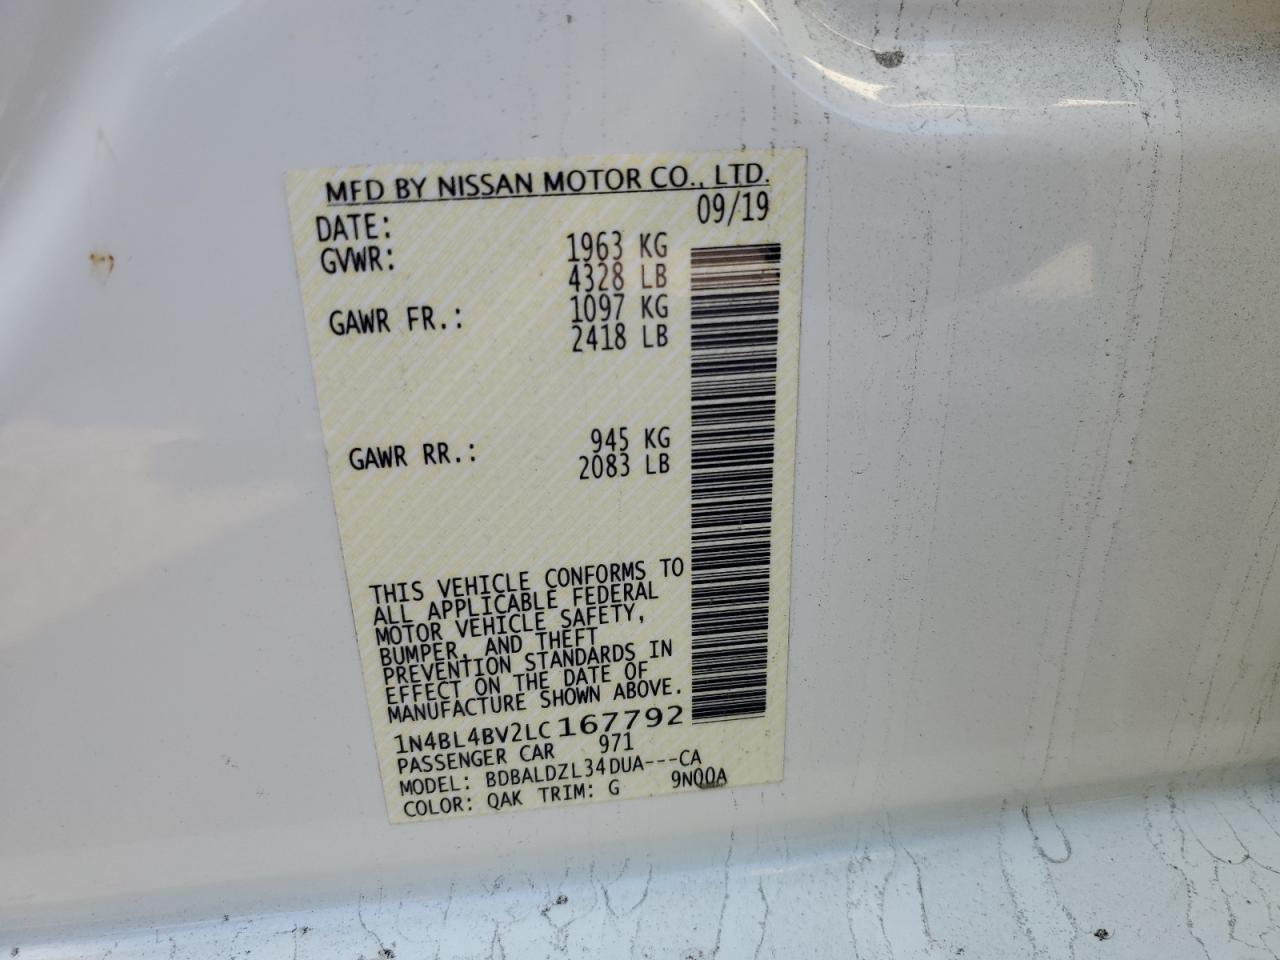 MFD BY NISSAN MOTOR CO., LTD.
DATE: 09/19
GVWR: 1963 KG
4328 LB
GAWR FR.: 1097 KG
2418 LB
GAWR RR.: 945 KG
2083 LB
THIS VEHICLE CONFORMS TO
ALL APPLICABLE FEDERAL
MOTOR VEHICLE SAFETY,
BUMPER, AND THEFT
PREVENTION STANDARDS IN
EFFECT ON THE DATE OF
MANUFACTURE SHOWN ABOVE.
1N4BL4BV2LC167792
PASSENGER CAR 971
MODEL: BDBALDZL34DUA---CA
COLOR: QAK TRIM: G 9N00A